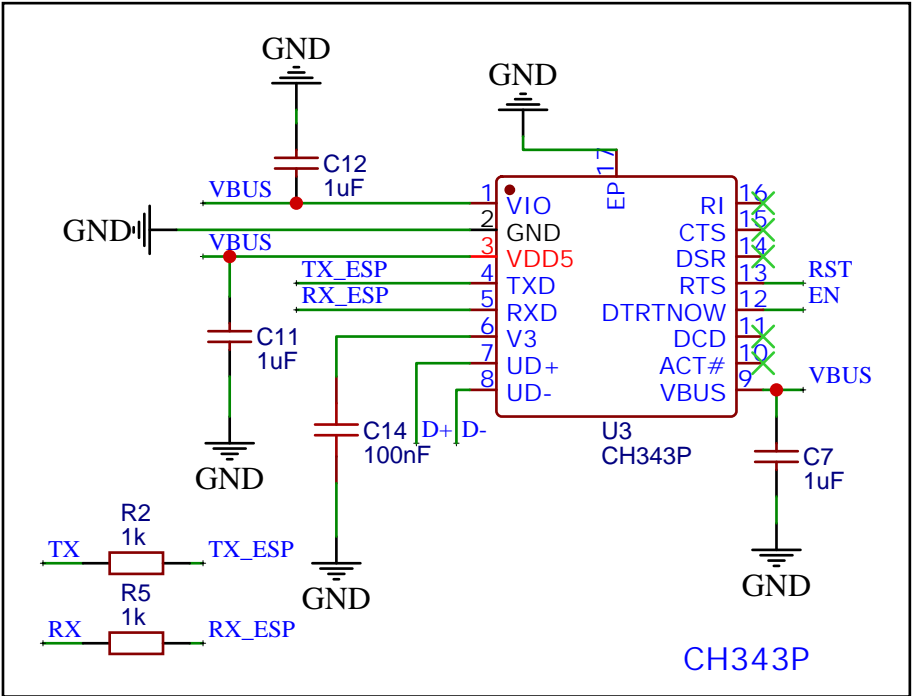 GND
GND
C12
1uF
VBUS
GND
VBUS
TX_ESP
RX_ESP
C11
1uF
GND
C14
100nF
D+
D-
GND
17
EP
1
2
3
4
5
6
7
8
VIO
GND
VDD5
TXD
RXD
V3
UD+
UD-
RI
CTS
DSR
RTS
DTRTNOW
DCD
ACT#
VBUS
16
15
14
13
12
11
10
9
RST
EN
VBUS
U3
CH343P
C7
1uF
GND
R2
1k
TX
TX_ESP
R5
1k
RX
RX_ESP
CH343P